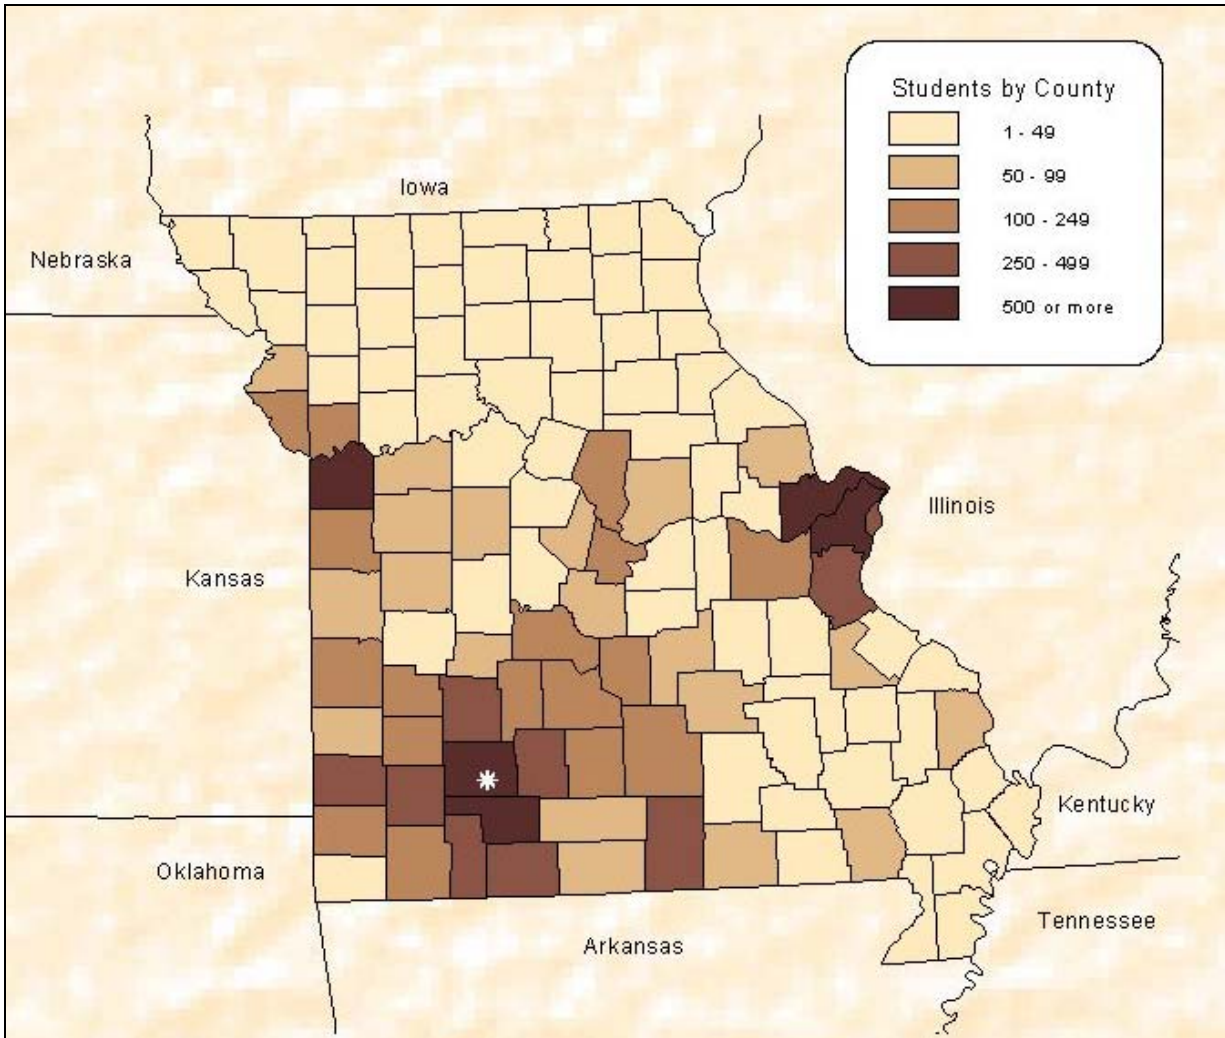 Students by County
1 - 49
50 - 99
100 - 249
250 - 499
500 or more
Iowa
Nebraska
Illinois
Kansas
Kentucky
Oklahoma
Tennessee
Arkansas